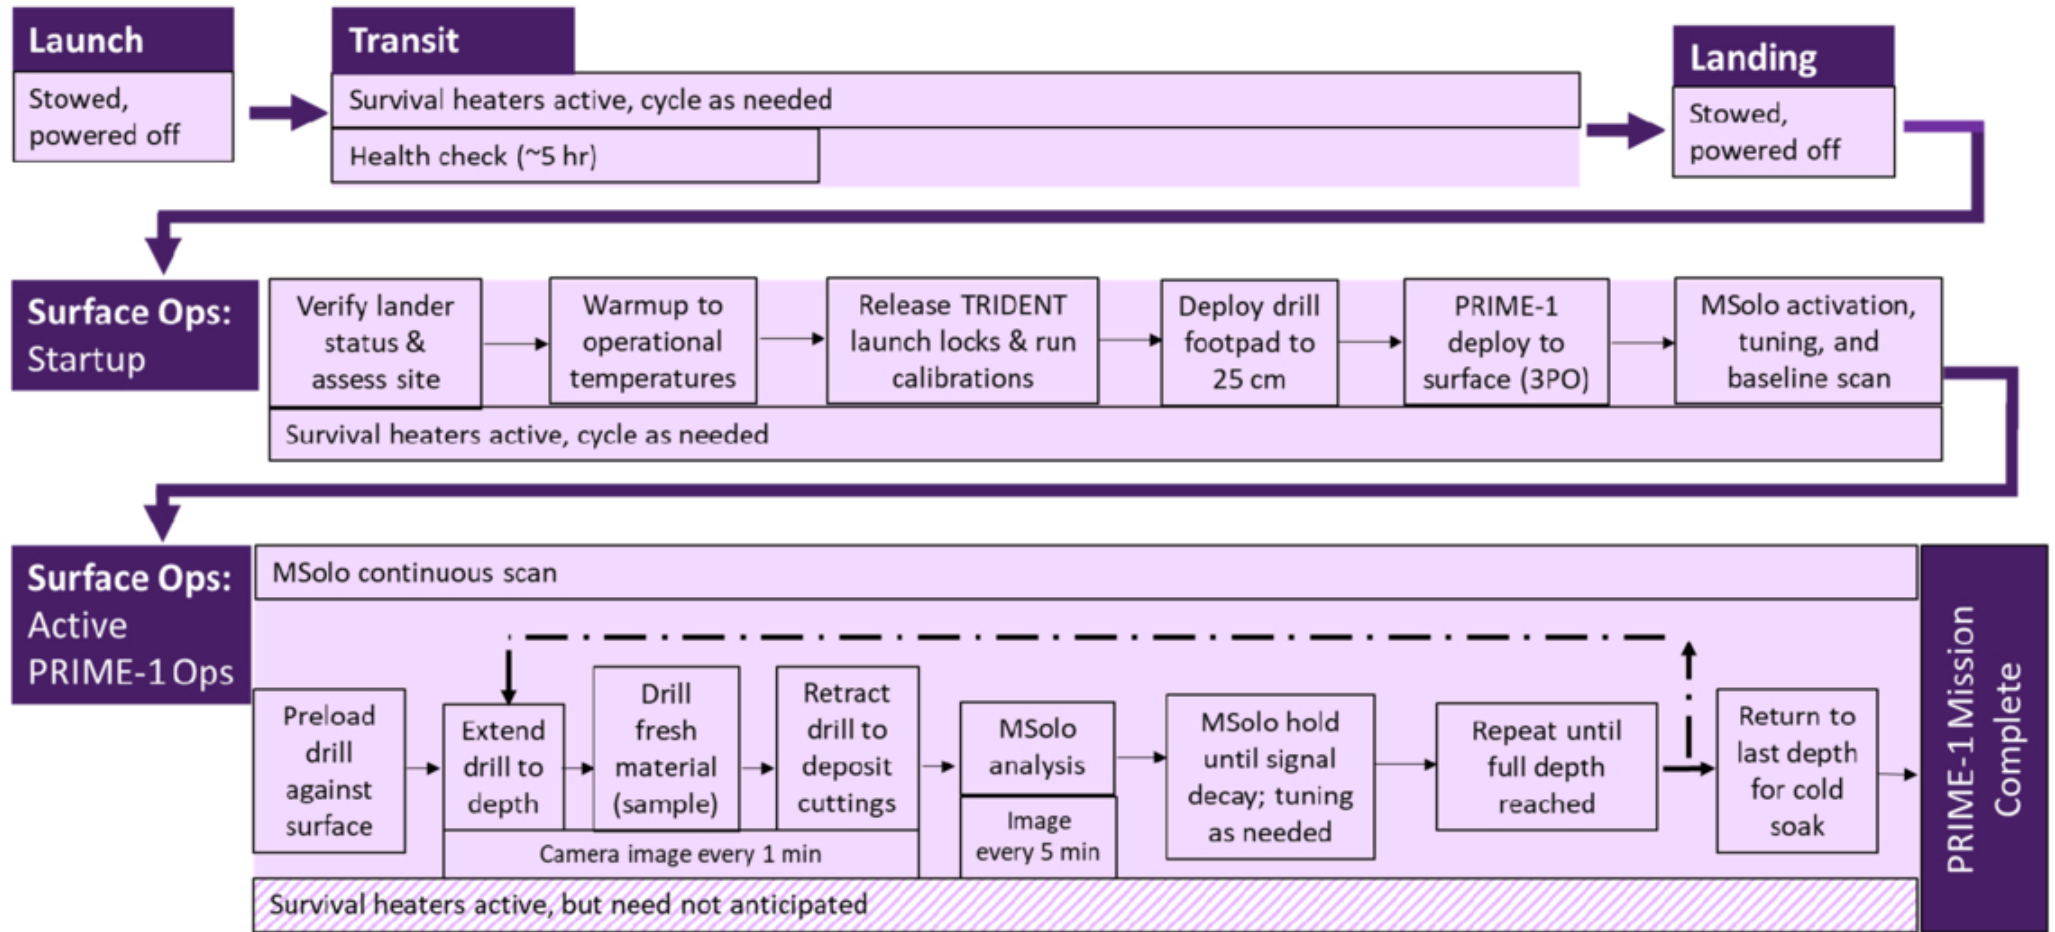 Launch
Stowed,
powered off
Transit
Survival heaters active, cycle as needed
Health check (~5 hr)
Landing
Stowed,
powered off
Surface Ops:
Startup
Verify lander
status &
assess site
Warmup to
operational
temperatures
Release TRIDENT
launch locks & run
calibrations
Deploy drill
footpad to
25 cm
PRIME-1
deploy to
surface (3PO)
MSolo activation,
tuning, and
baseline scan
Survival heaters active, cycle as needed
Surface Ops:
Active
PRIME-1 Ops
MSolo continuous scan
Preload
drill
against
surface
Extend
drill to
depth
Drill
fresh
material
(sample)
Retract
drill to
deposit
cuttings
Camera image every 1 min
MSolo
analysis
Image
every 5 min
MSolo hold
until signal
decay; tuning
as needed
Repeat until
full depth
reached
Return to
last depth
for cold
soak
Survival heaters active, but need not anticipated
PRIME-1 Mission
Complete